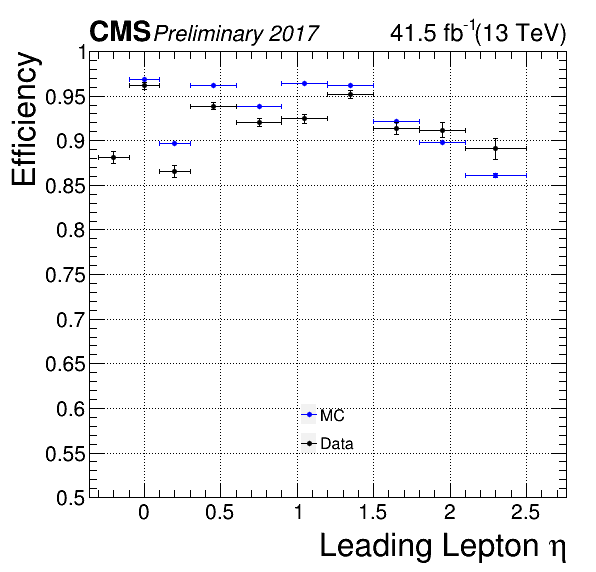 CMS Preliminary 2017 41.5 fb-1(13 TeV)
Efficiency
1
0.95
0.9
0.85
0.8
0.75
0.7
0.65
0.6
0.55
0.5
MC
Data
0 0.5 1 1.5 2 2.5
Leading Lepton η